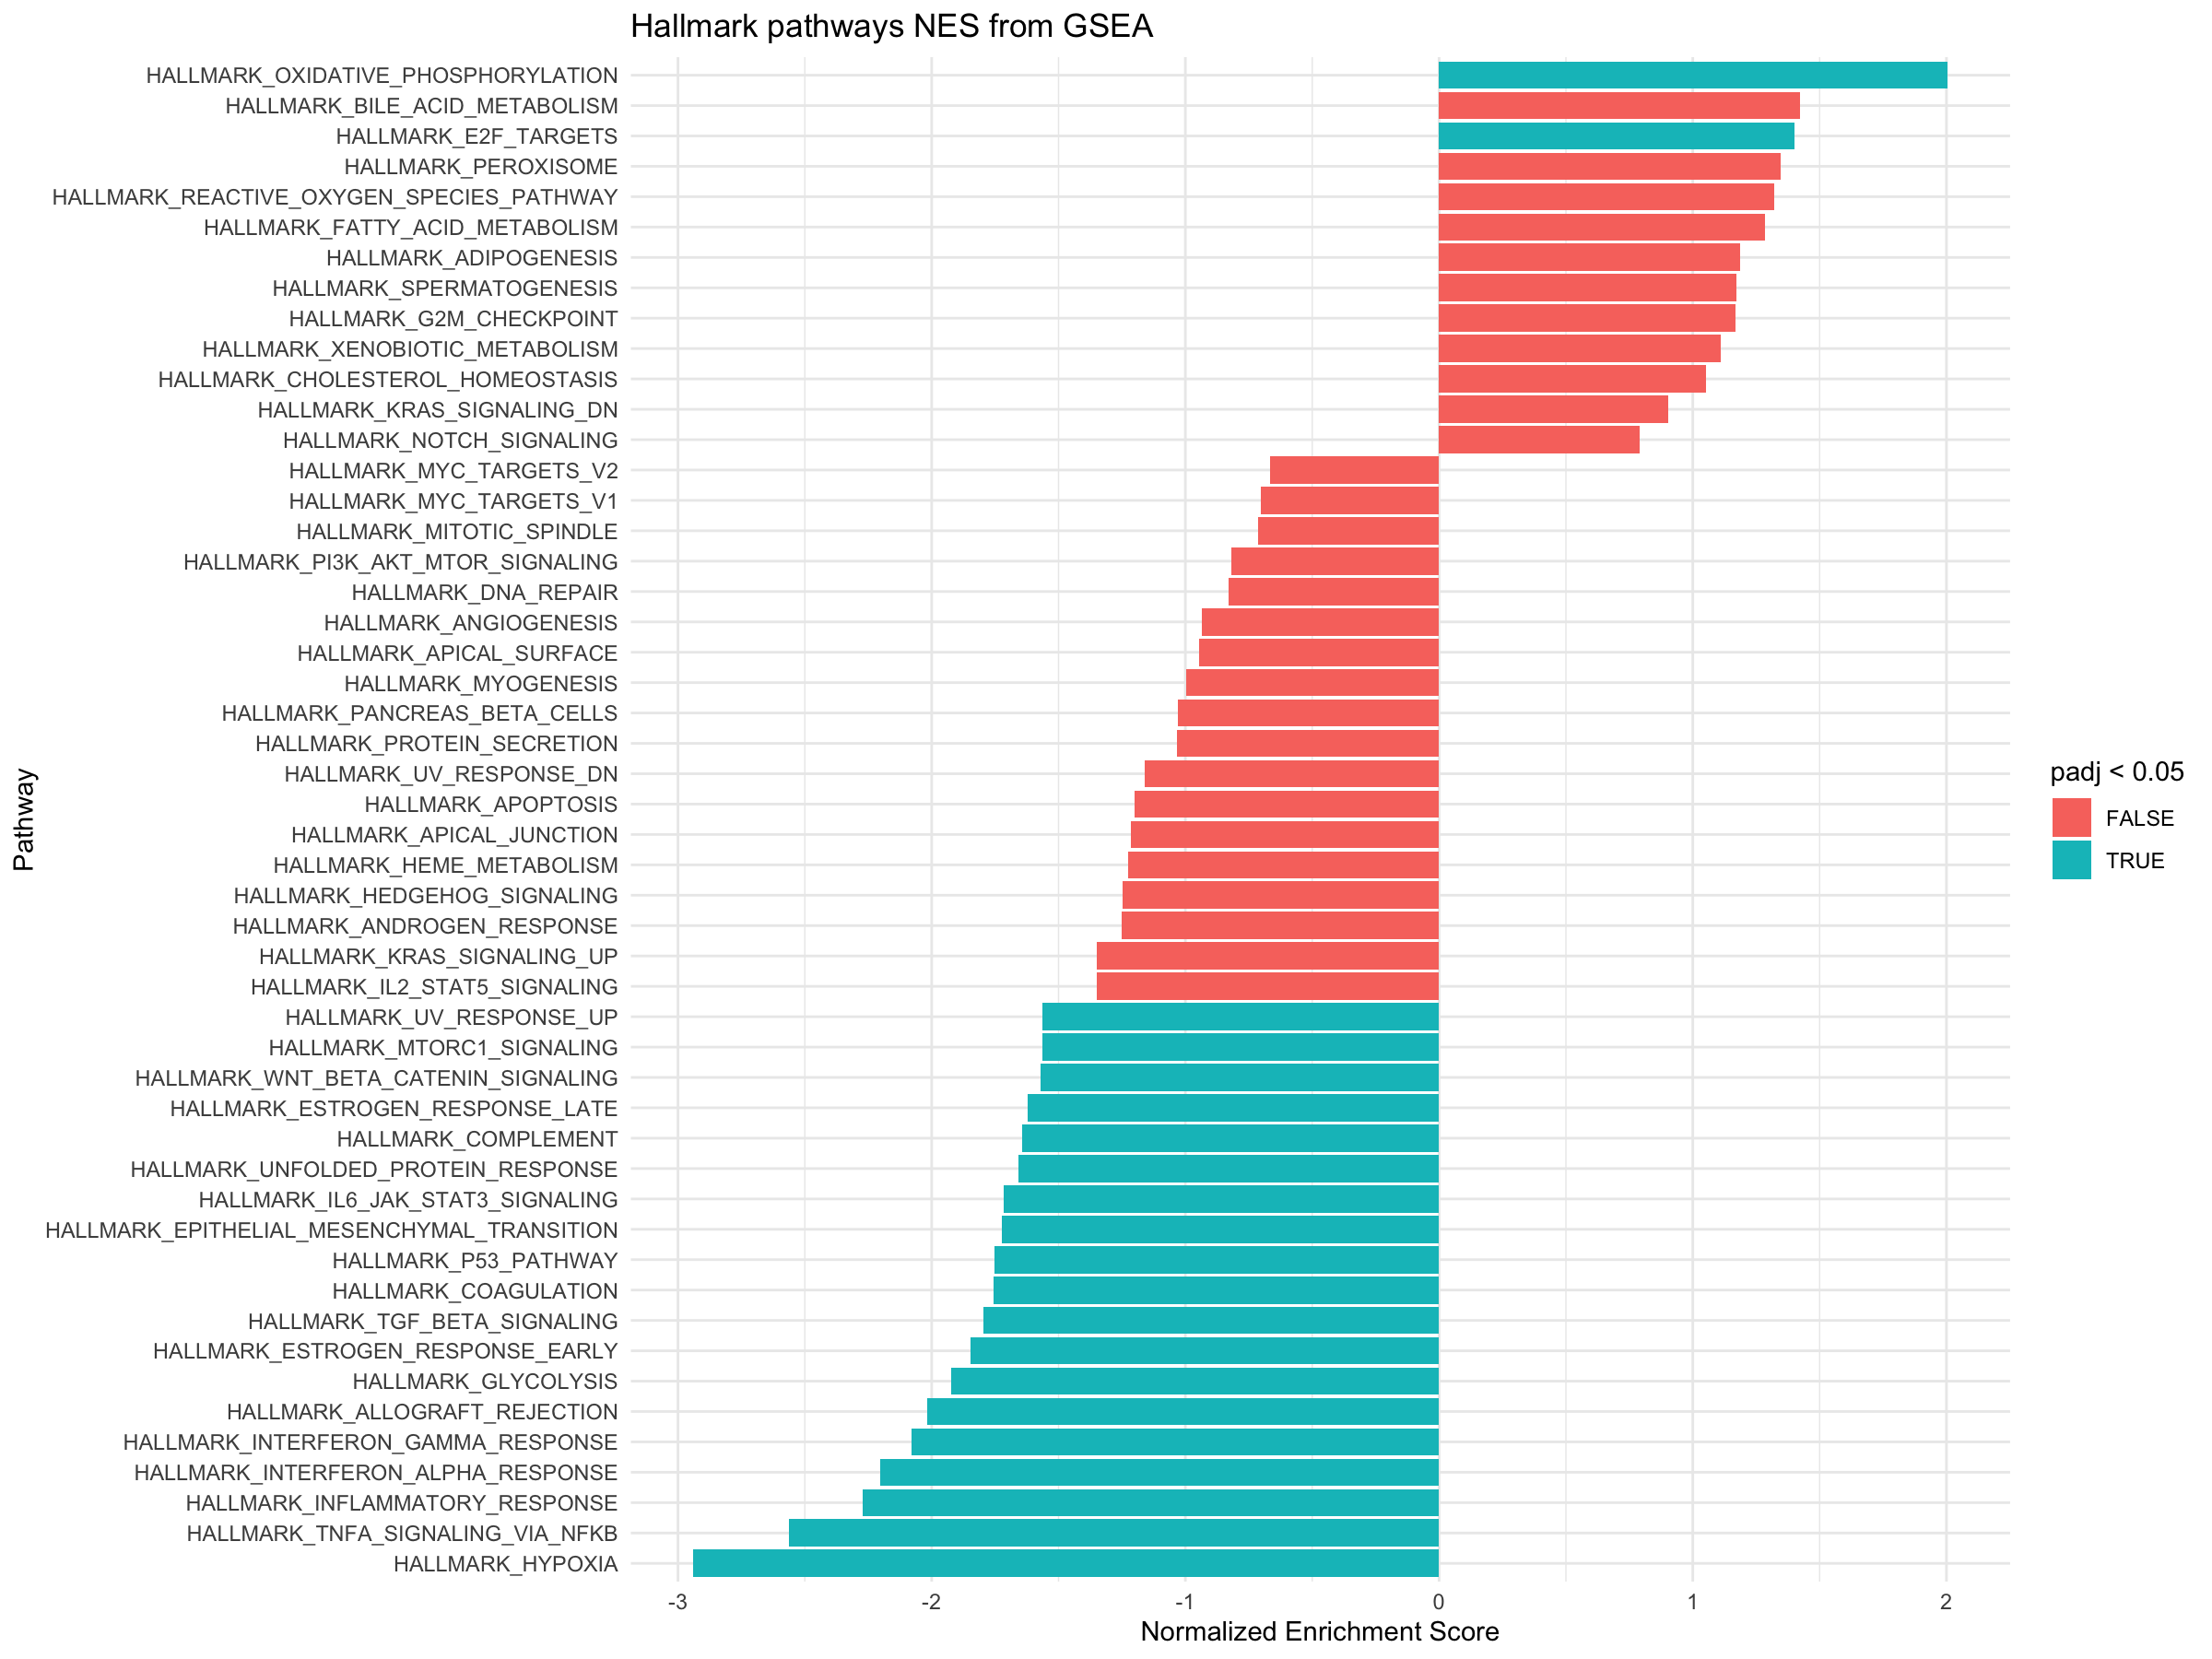 Hallmark pathways NES from GSEA
HALLMARK_OXIDATIVE_PHOSPHORYLATION
HALLMARK_BILE_ACID_METABOLISM
HALLMARK_E2F_TARGETS
HALLMARK_PEROXISOME
HALLMARK_REACTIVE_OXYGEN_SPECIES_PATHWAY
HALLMARK_FATTY_ACID_METABOLISM
HALLMARK_ADIPOGENESIS
HALLMARK_SPERMATOGENESIS
HALLMARK_G2M_CHECKPOINT
HALLMARK_XENOBIOTIC_METABOLISM
HALLMARK_CHOLESTEROL_HOMEOSTASIS
HALLMARK_KRAS_SIGNALING_DN
HALLMARK_NOTCH_SIGNALING
HALLMARK_MYC_TARGETS_V2
HALLMARK_MYC_TARGETS_V1
HALLMARK_MITOTIC_SPINDLE
HALLMARK_PI3K_AKT_MTOR_SIGNALING
HALLMARK_DNA_REPAIR
HALLMARK_ANGIOGENESIS
HALLMARK_APICAL_SURFACE
HALLMARK_MYOGENESIS
HALLMARK_PANCREAS_BETA_CELLS
HALLMARK_PROTEIN_SECRETION
HALLMARK_UV_RESPONSE_DN
HALLMARK_APOPTOSIS
HALLMARK_APICAL_JUNCTION
HALLMARK_HEME_METABOLISM
HALLMARK_HEDGEHOG_SIGNALING
HALLMARK_ANDROGEN_RESPONSE
HALLMARK_KRAS_SIGNALING_UP
HALLMARK_IL2_STAT5_SIGNALING
HALLMARK_UV_RESPONSE_UP
HALLMARK_MTORC1_SIGNALING
HALLMARK_WNT_BETA_CATENIN_SIGNALING
HALLMARK_ESTROGEN_RESPONSE_LATE
HALLMARK_COMPLEMENT
HALLMARK_UNFOLDED_PROTEIN_RESPONSE
HALLMARK_IL6_JAK_STAT3_SIGNALING
HALLMARK_EPITHELIAL_MESENCHYMAL_TRANSITION
HALLMARK_P53_PATHWAY
HALLMARK_COAGULATION
HALLMARK_TGF_BETA_SIGNALING
HALLMARK_ESTROGEN_RESPONSE_EARLY
HALLMARK_GLYCOLYSIS
HALLMARK_ALLOGRAFT_REJECTION
HALLMARK_INTERFERON_GAMMA_RESPONSE
HALLMARK_INTERFERON_ALPHA_RESPONSE
HALLMARK_INFLAMMATORY_RESPONSE
HALLMARK_TNFA_SIGNALING_VIA_NFKB
HALLMARK_HYPOXIA
Pathway
-3 -2 -1 0 1 2
Normalized Enrichment Score
padj < 0.05
FALSE
TRUE